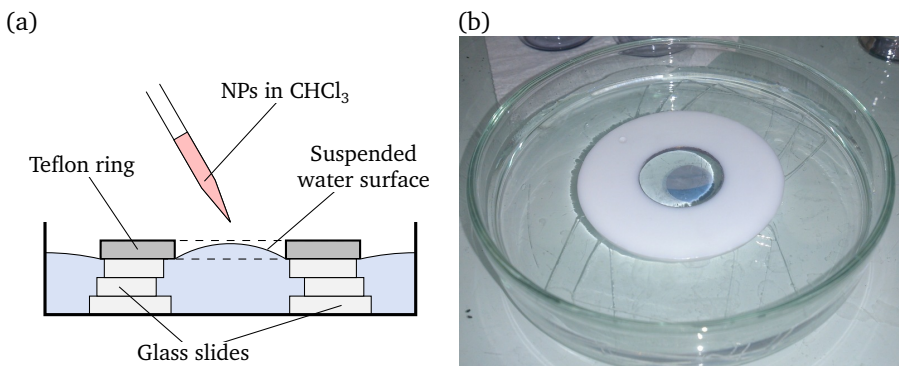 (a)
(b)
NPs in CHCl₃
Teflon ring
Suspended
water surface
Glass slides